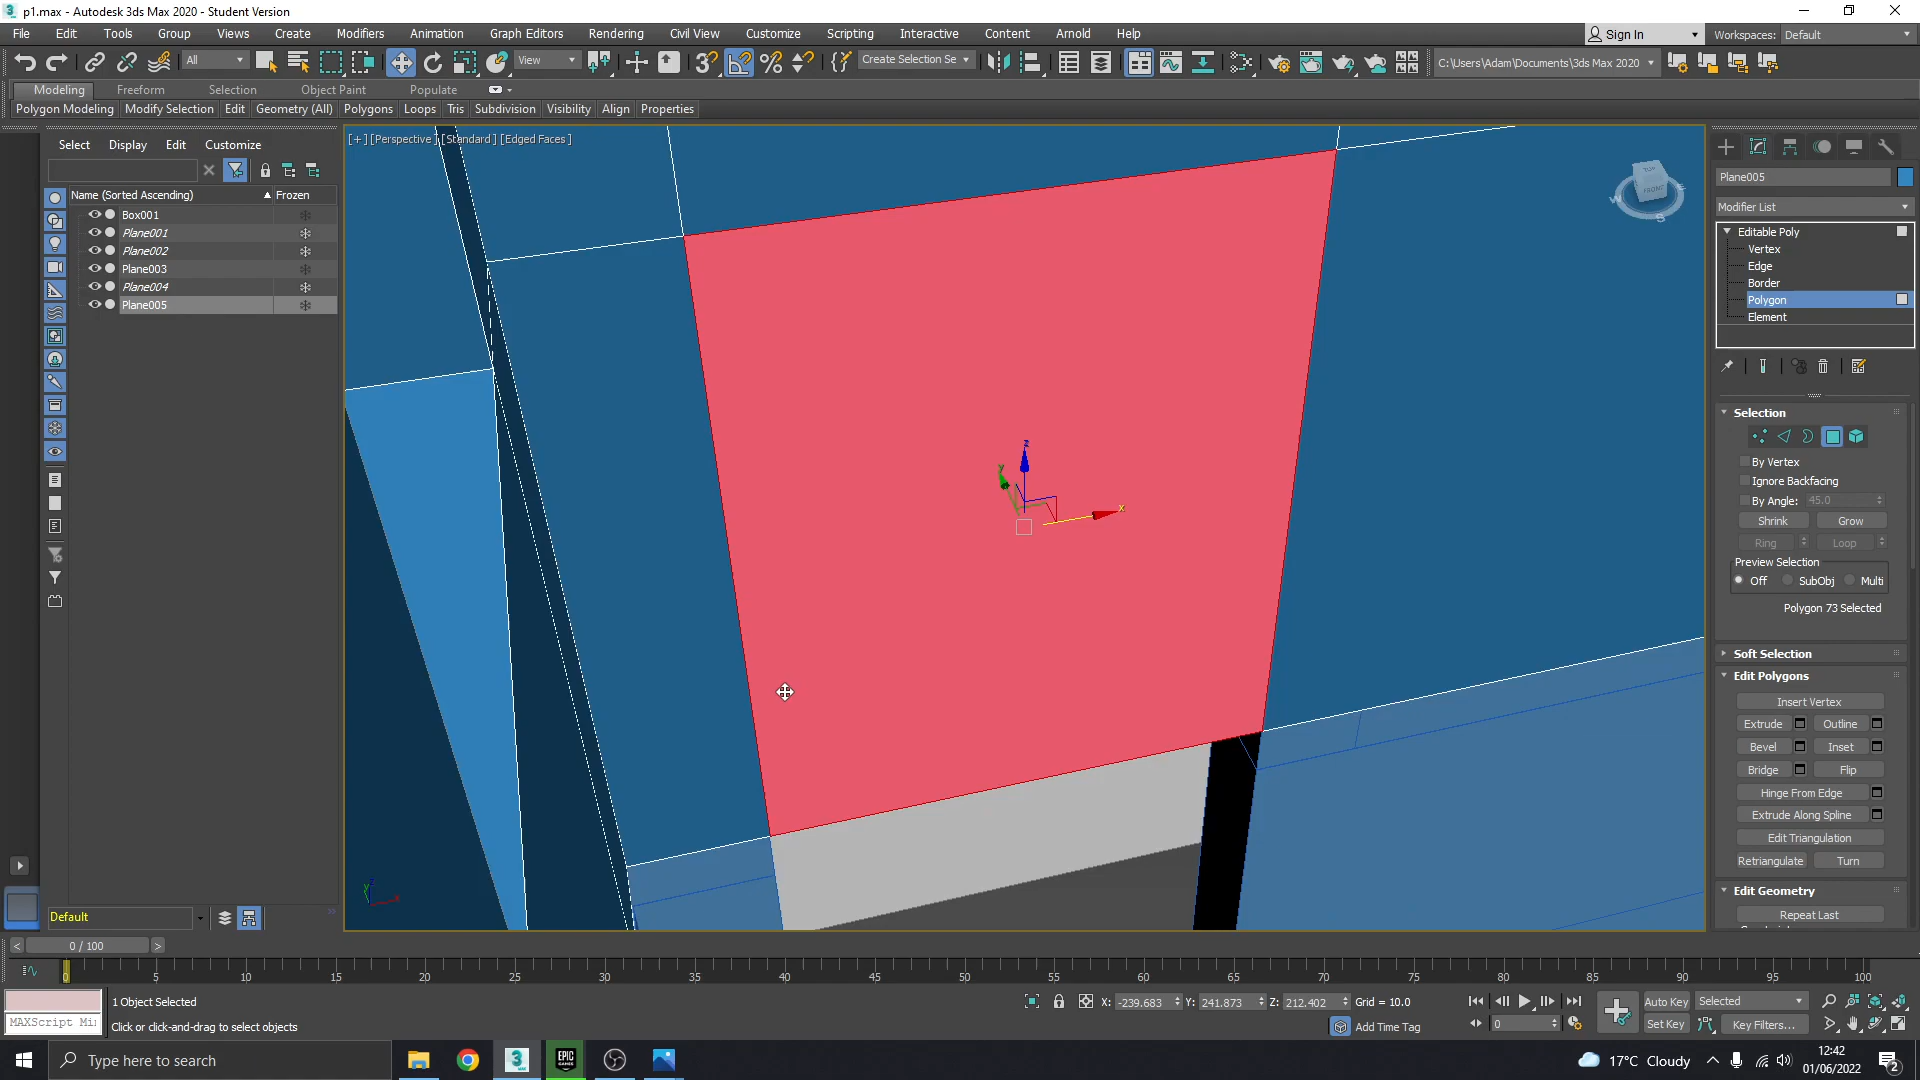 p1.max - Autodesk 3ds Max 2020 - Student Version
File Edit Tools Group Views Create Modifiers Animation Graph Editors Rendering Civil View Customize Scripting Interactive Content Arnold Help
Sign In Workspaces: Default
All View Create Selection Se C:\Users\Adam\Documents\3ds Max 2020
Modeling Freeform Selection Object Paint Populate
Polygon Modeling Modify Selection Edit Geometry (All) Polygons Loops Tris Subdivision Visibility Align Properties
Select Display Edit Customize
Name (Sorted Ascending) Frozen
Box001
Plane001
Plane002
Plane003
Plane004
Plane005
Default
[+] [Perspective] [Standard] [Edged Faces]
TOP
FRONT
W
S
z
y
x
Plane005
Modifier List
Editable Poly
Vertex
Edge
Border
Polygon
Element
Selection
By Vertex
Ignore Backfacing
By Angle: 45.0
Shrink Grow
Ring Loop
Preview Selection
Off SubObj Multi
Polygon 73 Selected
Soft Selection
Edit Polygons
Insert Vertex
Extrude Outline
Bevel Inset
Bridge Flip
Hinge From Edge
Extrude Along Spline
Edit Triangulation
Retriangulate Turn
Edit Geometry
Repeat Last
< 0 / 100 >
0 5 10 15 20 25 30 35 40 45 50 55 60 65 70 75 80 85 90 95 100
1 Object Selected
MAXScript Mi
Click or click-and-drag to select objects
X: -239.683 Y: 241.873 Z: 212.402 Grid = 10.0
Add Time Tag
0
Auto Key Selected
Set Key Key Filters...
Type here to search
EPIC GAMES
17°C Cloudy
12:42
01/06/2022
2